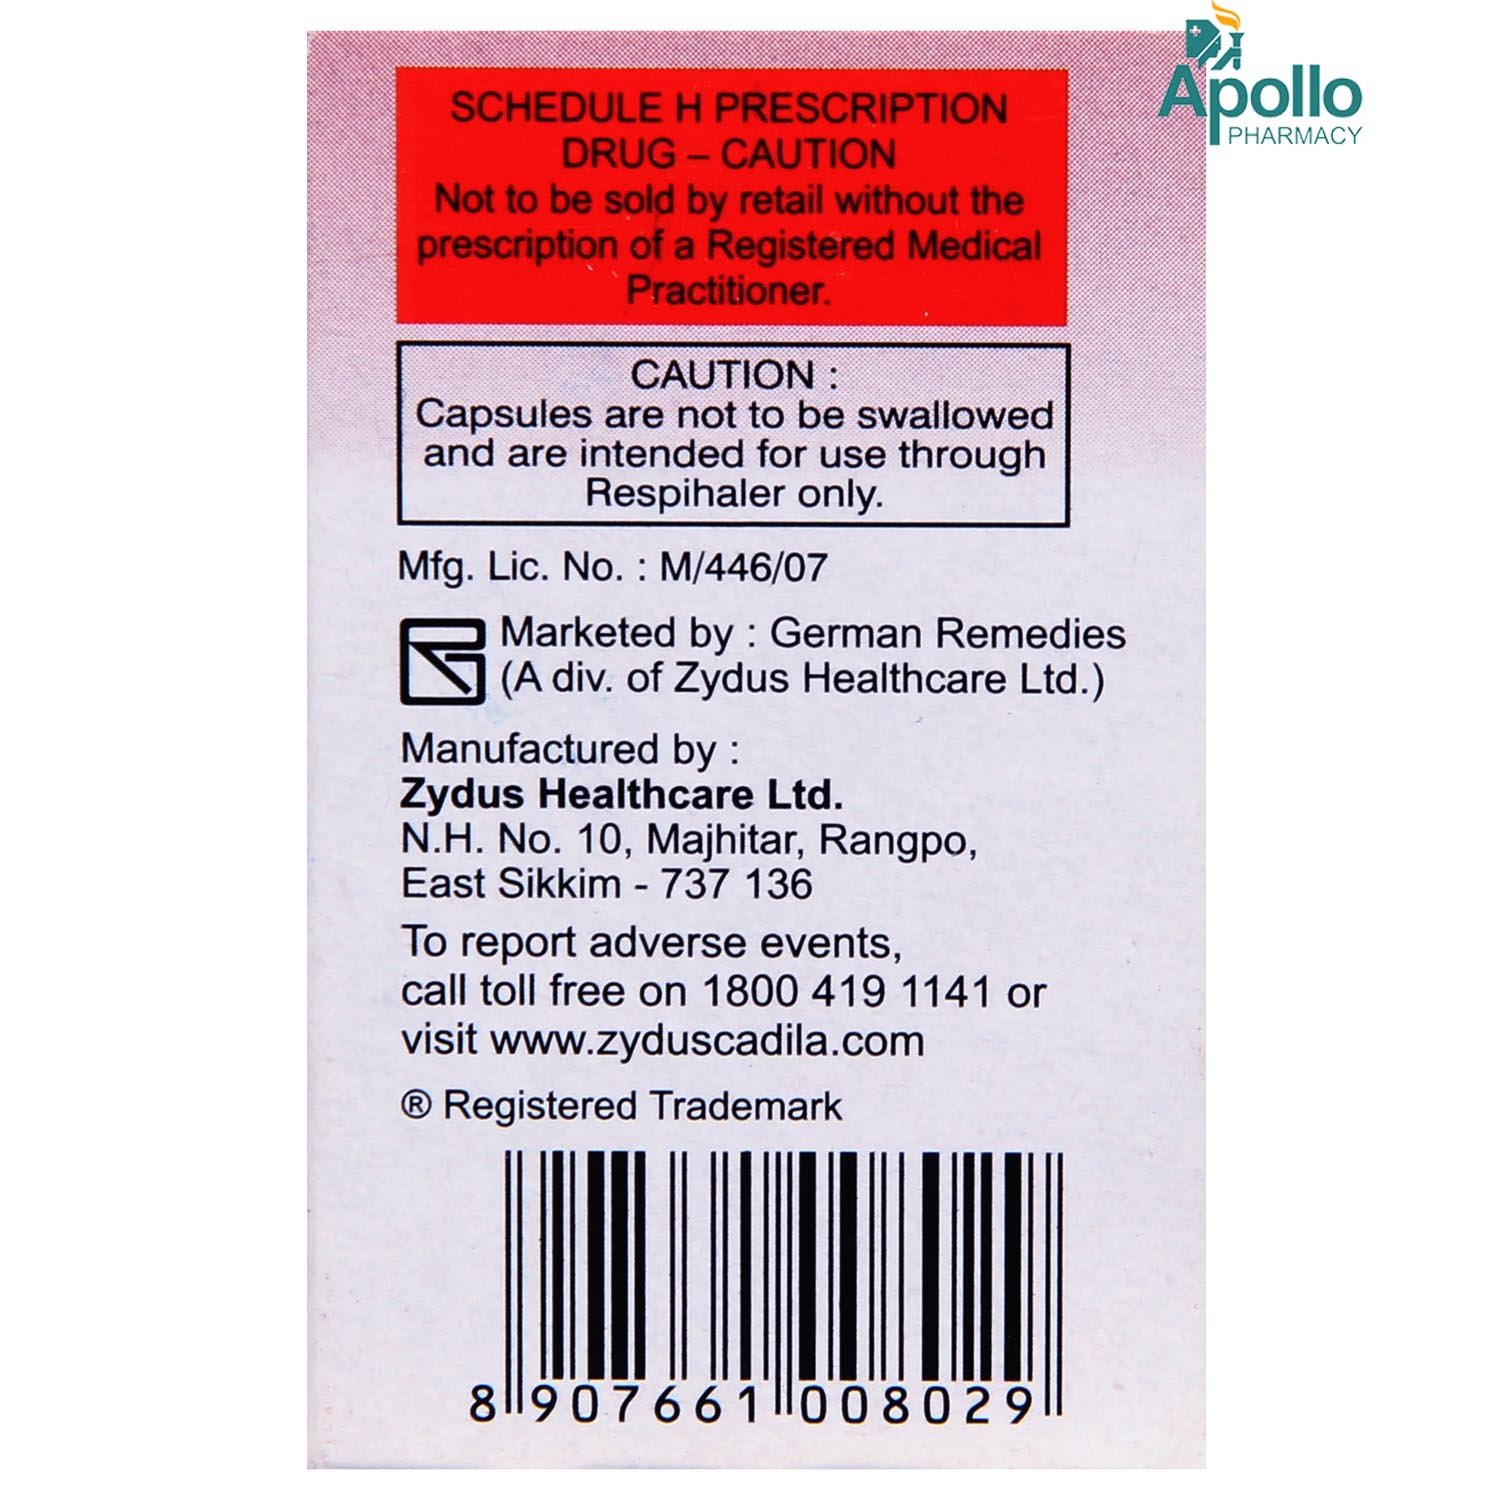 Apollo
PHARMACY
SCHEDULE H PRESCRIPTION
DRUG – CAUTION
Not to be sold by retail without the
prescription of a Registered Medical
Practitioner.
CAUTION :
Capsules are not to be swallowed
and are intended for use through
Respihaler only.
Mfg. Lic. No. : M/446/07
Marketed by : German Remedies
(A div. of Zydus Healthcare Ltd.)
Manufactured by :
Zydus Healthcare Ltd.
N.H. No. 10, Majhitar, Rangpo,
East Sikkim - 737 136
To report adverse events,
call toll free on 1800 419 1141 or
visit www.zyduscadila.com
® Registered Trademark
8 907661 008029